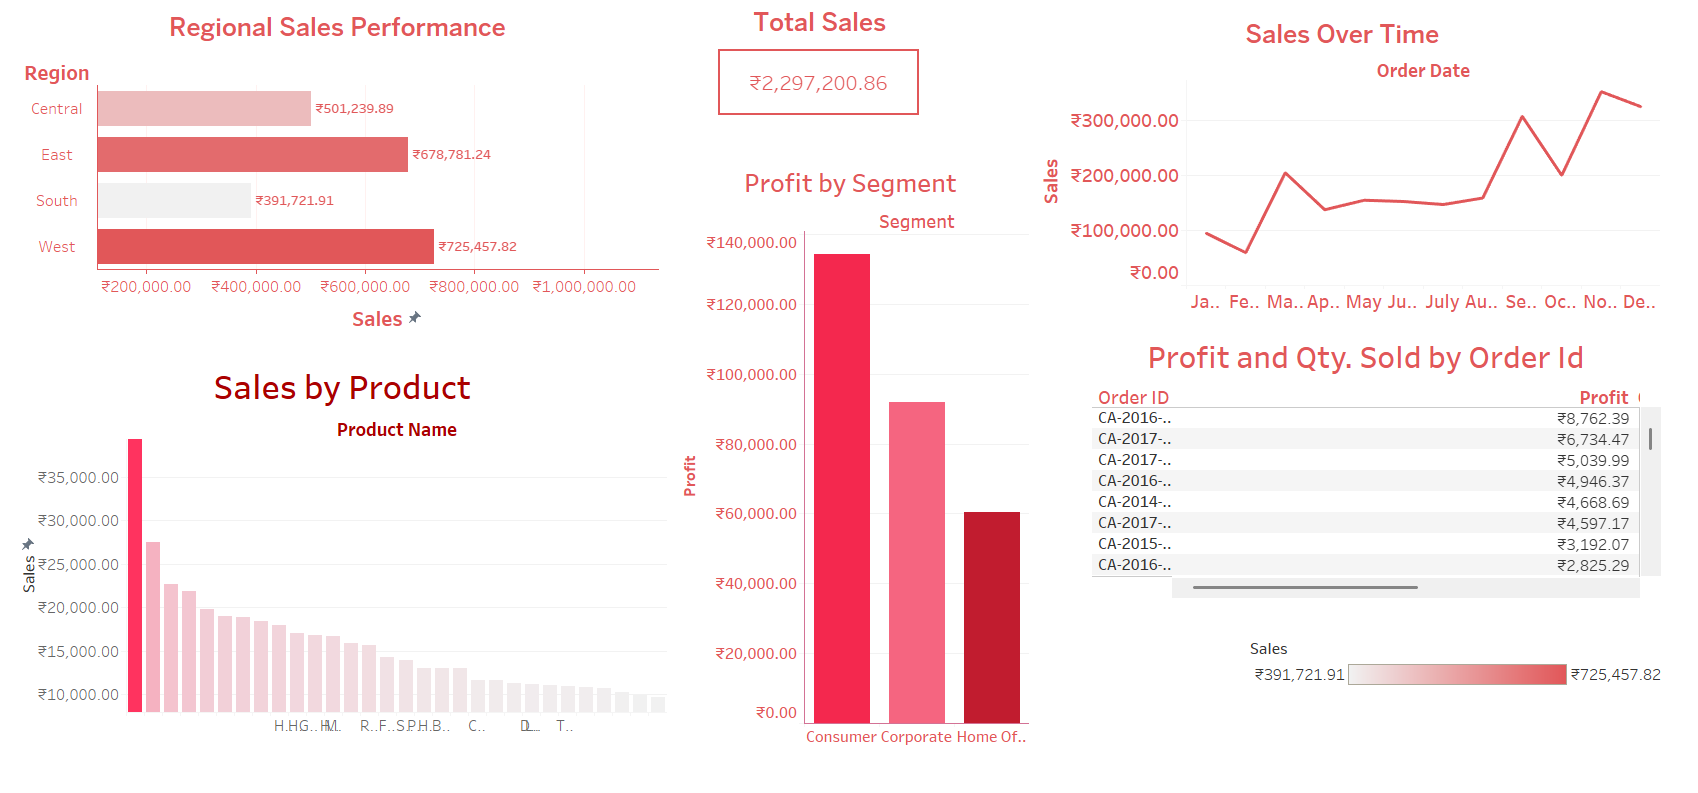 Regional Sales Performance
Region
Central
₹501,239.89
East
₹678,781.24
South
₹391,721.91
West
₹725,457.82
₹200,000.00 ₹400,000.00 ₹600,000.00 ₹800,000.00 ₹1,000,000.00
Sales
Total Sales
₹2,297,200.86
Sales Over Time
Order Date
Sales
₹300,000.00
₹200,000.00
₹100,000.00
₹0.00
Ja.. Fe.. Ma.. Ap.. May Ju.. July Au.. Se.. Oc.. No.. De..
Sales by Product
Product Name
Sales
₹35,000.00
₹30,000.00
₹25,000.00
₹20,000.00
₹15,000.00
₹10,000.00
R.. F.. B.. C.. T..
Profit by Segment
Segment
Profit
₹140,000.00
₹120,000.00
₹100,000.00
₹80,000.00
₹60,000.00
₹40,000.00
₹20,000.00
₹0.00
Consumer Corporate Home Of..
Profit and Qty. Sold by Order Id
Order ID Profit
CA-2016-.. ₹8,762.39
CA-2017-.. ₹6,734.47
CA-2017-.. ₹5,039.99
CA-2016-.. ₹4,946.37
CA-2014-.. ₹4,668.69
CA-2017-.. ₹4,597.17
CA-2015-.. ₹3,192.07
CA-2016-.. ₹2,825.29
Sales
₹391,721.91 ₹725,457.82